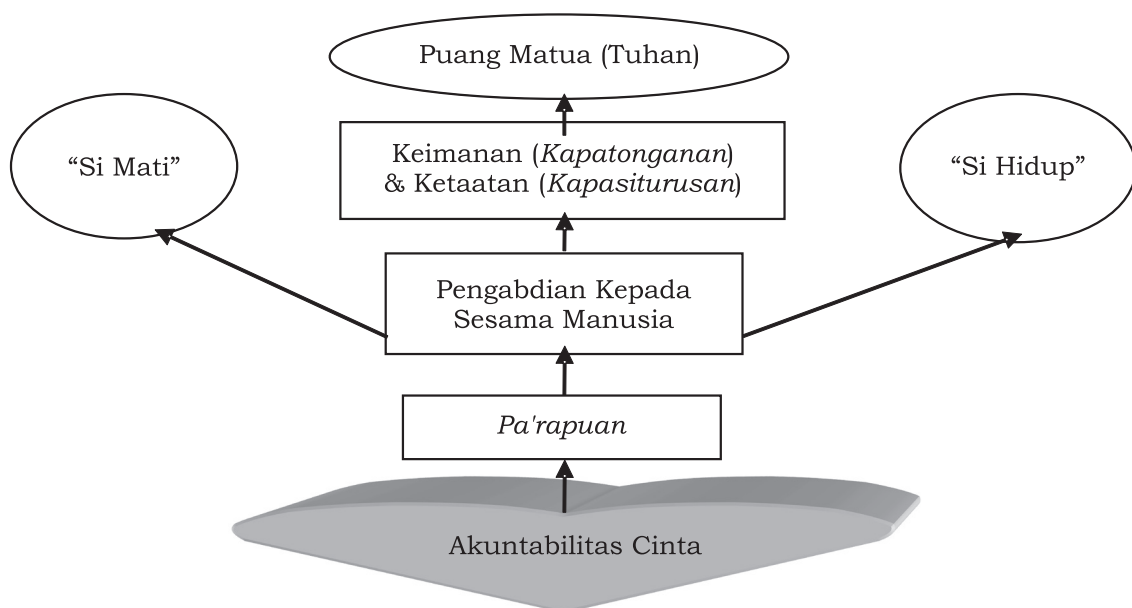 Puang Matua (Tuhan)
“Si Mati”
Keimanan (Kapatonganan)
& Ketaatan (Kapasiturusan)
“Si Hidup”
Pengabdian Kepada
Sesama Manusia
Pa'rapuan
Akuntabilitas Cinta